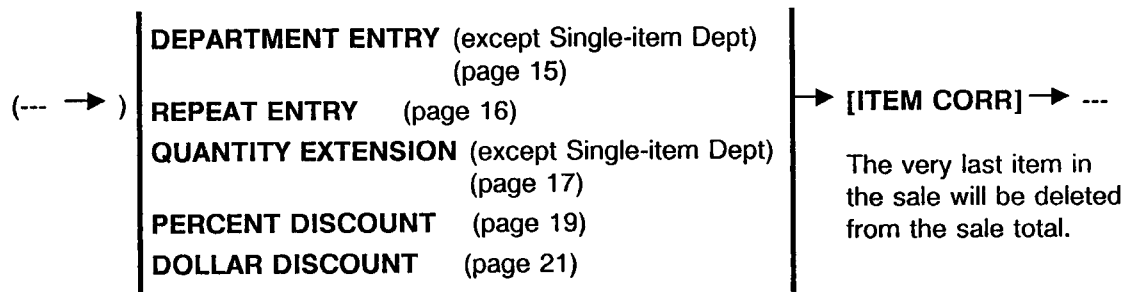 DEPARTMENT ENTRY (except Single-item Dept)
(page 15)
(--- → ) REPEAT ENTRY (page 16) → [ITEM CORR] → ---
QUANTITY EXTENSION (except Single-item Dept)
(page 17)
PERCENT DISCOUNT (page 19)
DOLLAR DISCOUNT (page 21)
The very last item in
the sale will be deleted
from the sale total.